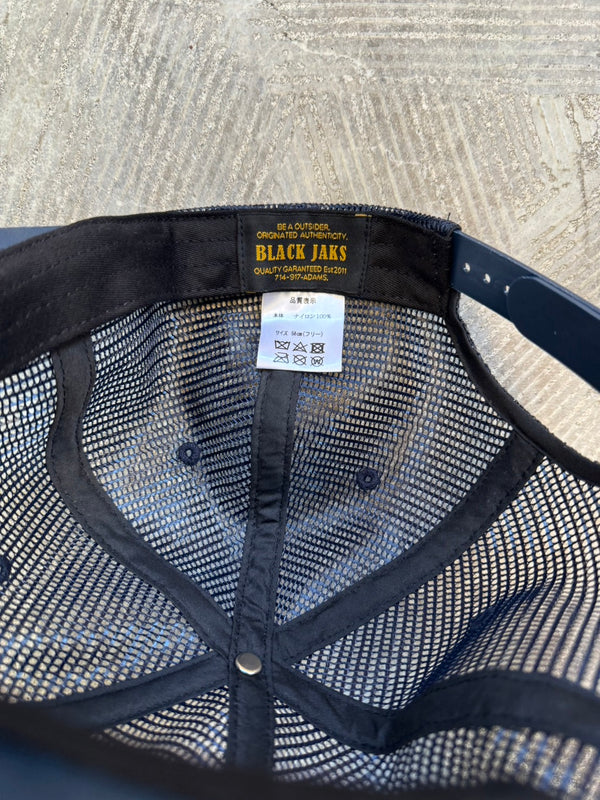 BE A OUTSIDER.
ORIGINATED AUTHENTICITY.
BLACK JAKS
QUALITY GARANTEED Est 2011
714-917-ADAMS.
品質表示
本体 ナイロン100%
サイズ 58cm(フリー)